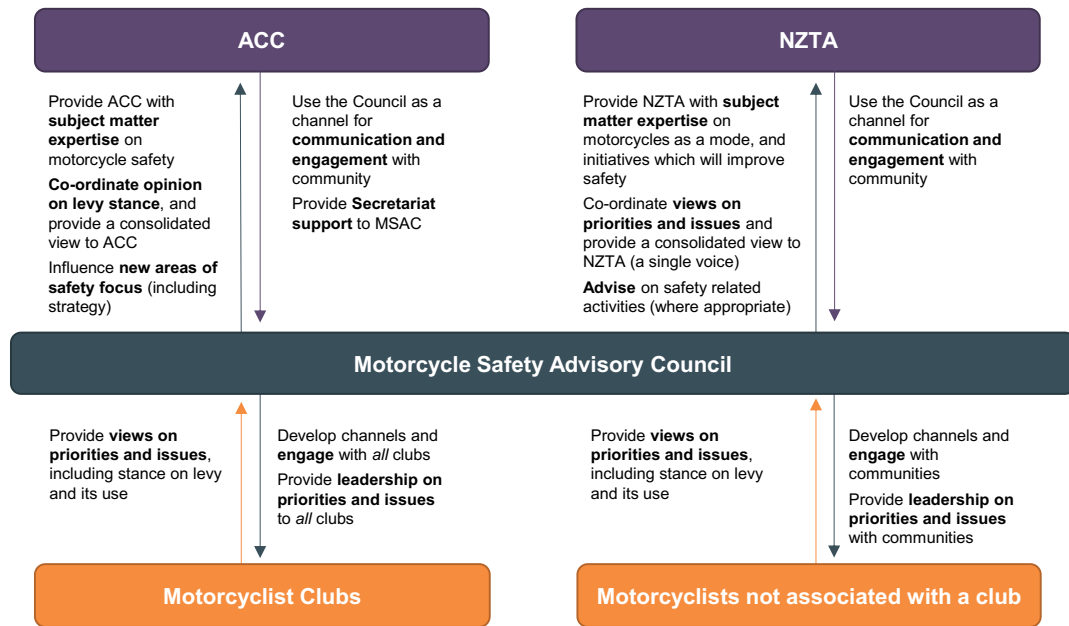 ACC
NZTA
Provide ACC with
subject matter
expertise on
motorcycle safety
Co-ordinate opinion
on levy stance, and
provide a consolidated
view to ACC
Influence new areas of
safety focus (including
strategy)
Use the Council as a
channel for
communication and
engagement with
community
Provide Secretariat
support to MSAC
Provide NZTA with subject
matter expertise on
motorcycles as a mode, and
initiatives which will improve
safety
Co-ordinate views on
priorities and issues and
provide a consolidated view to
NZTA (a single voice)
Advise on safety related
activities (where appropriate)
Use the Council as a
channel for
communication and
engagement with
community
Motorcycle Safety Advisory Council
Provide views on
priorities and issues,
including stance on levy
and its use
Develop channels and
engage with all clubs
Provide leadership on
priorities and issues
to all clubs
Provide views on
priorities and issues,
including stance on levy
and its use
Develop channels and
engage with
communities
Provide leadership on
priorities and issues
with communities
Motorcyclist Clubs
Motorcyclists not associated with a club